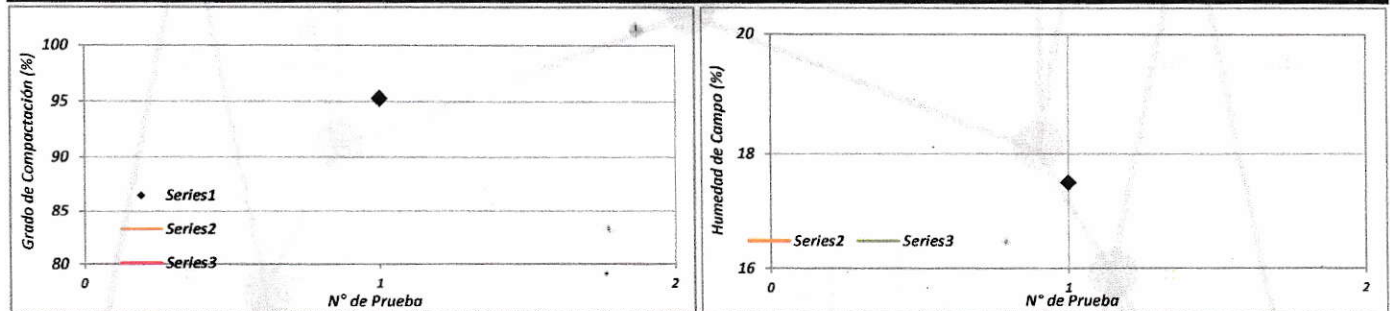 Grado de Compactación (%)
100
95
90
85
80
Series1
Series2
Series3
0
1
2
N° de Prueba
Humedad de Campo (%)
20
18
16
Series2
Series3
0
1
2
N° de Prueba